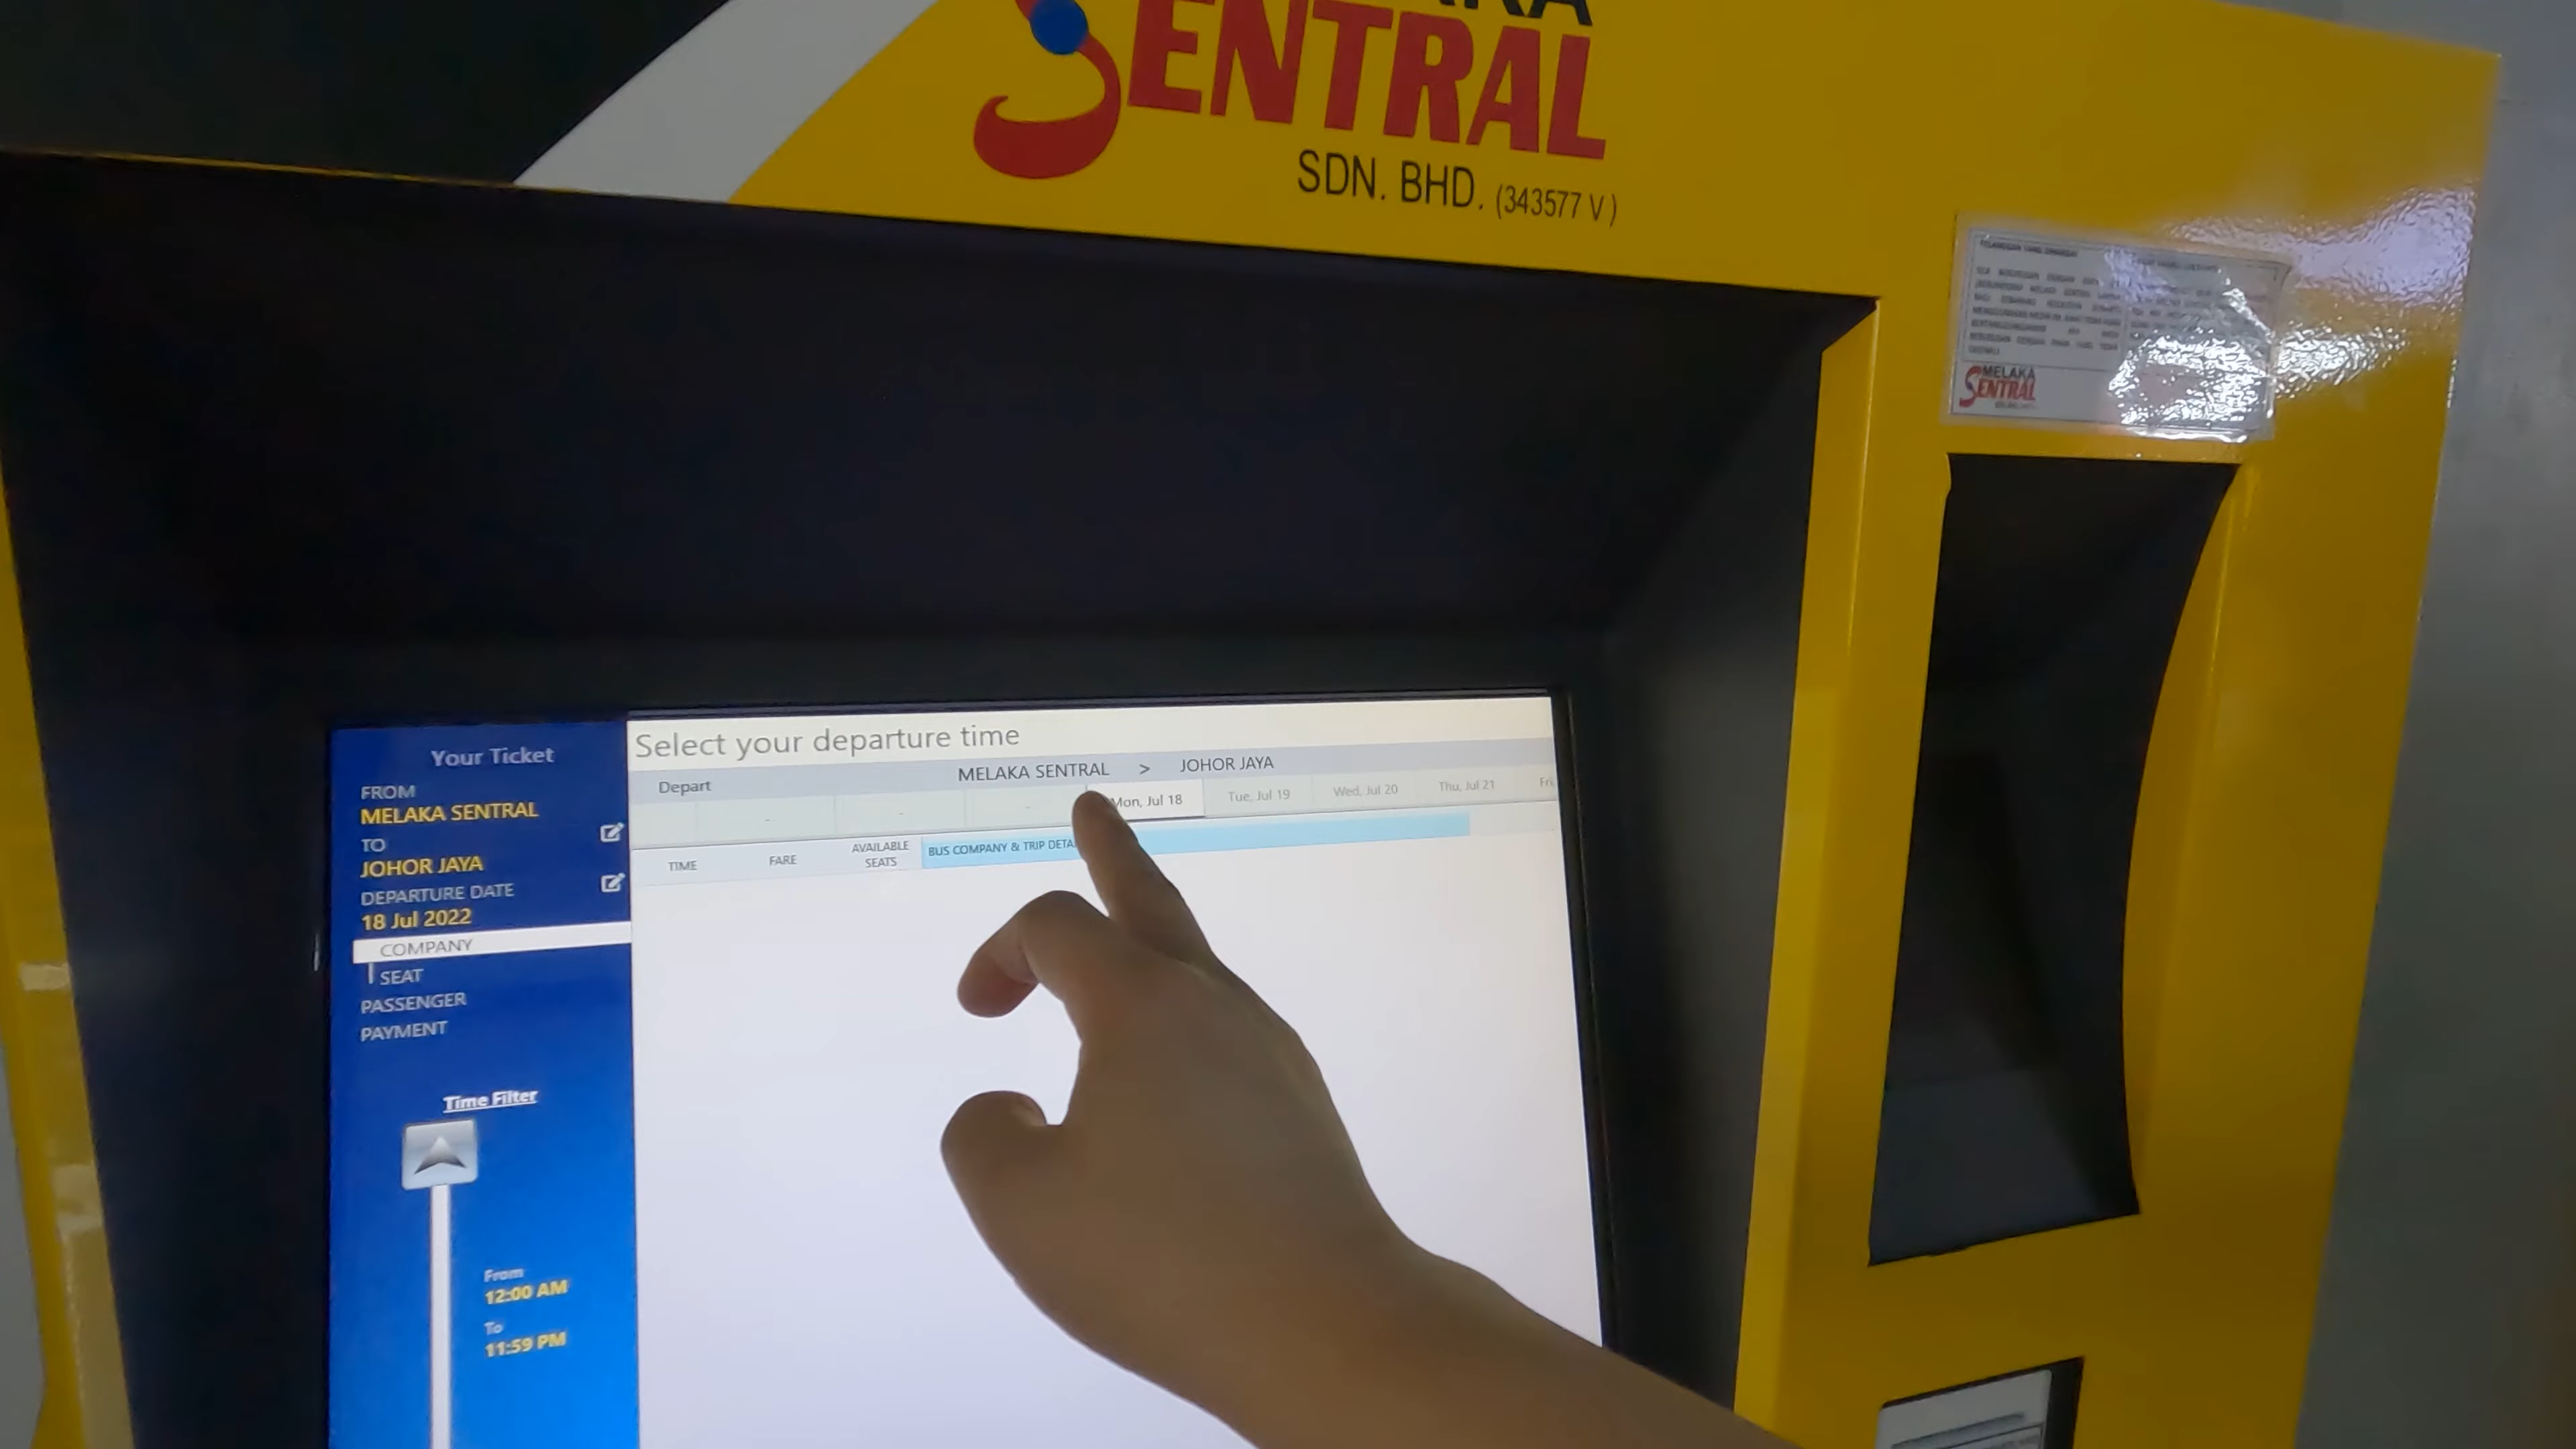 SENTRAL
SDN. BHD. (343577 V)
MELAKA
SENTRAL
Your Ticket
FROM
MELAKA SENTRAL
TO
JOHOR JAYA
DEPARTURE DATE
18 Jul 2022
COMPANY
SEAT
PASSENGER
PAYMENT
Time Filter
From
12:00 AM
To
11:59 PM
Select your departure time
Depart
MELAKA SENTRAL > JOHOR JAYA
- - - Mon, Jul 18 Tue, Jul 19 Wed, Jul 20 Thu, Jul 21 Fri,
TIME FARE AVAILABLE SEATS BUS COMPANY & TRIP